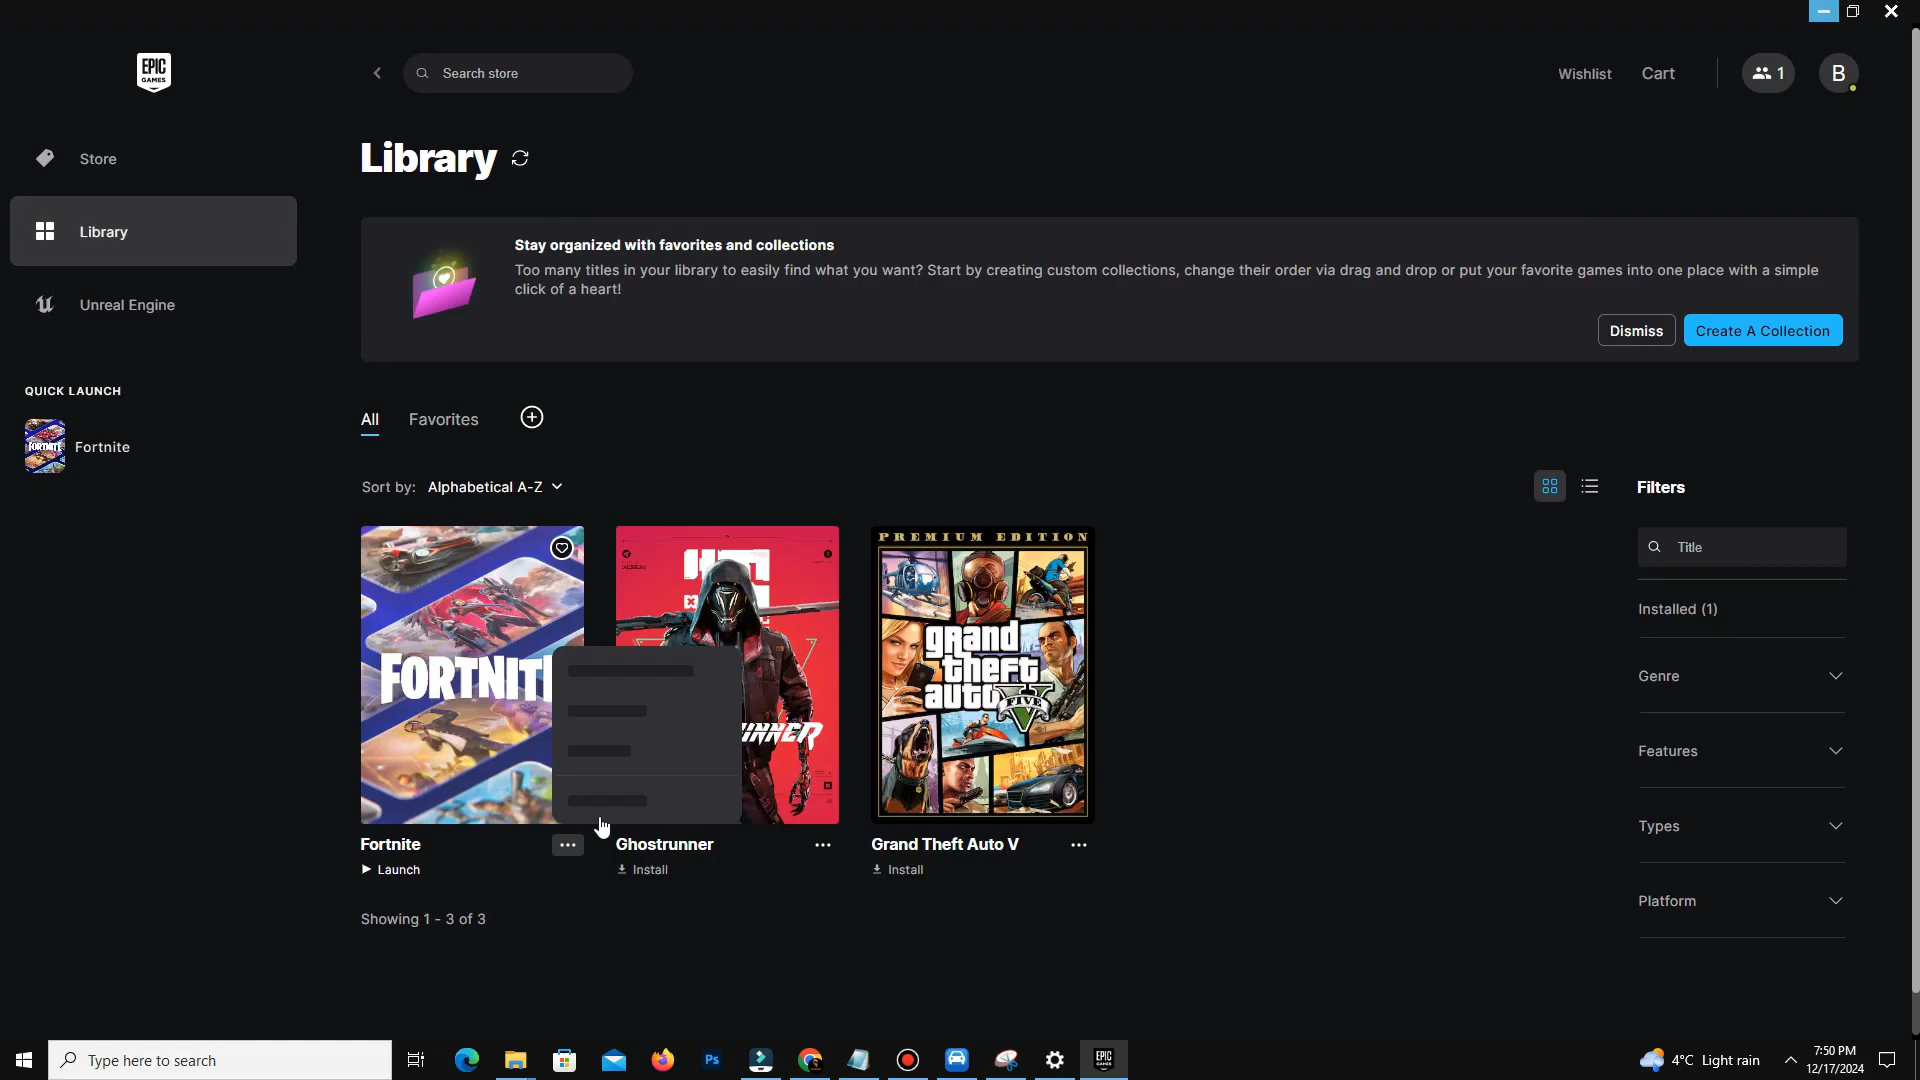 EPIC
GAMES
Search store
Wishlist
Cart
1
B
Store
Library
Unreal Engine
QUICK LAUNCH
FORTNITE
Fortnite
Library
Stay organized with favorites and collections
Too many titles in your library to easily find what you want? Start by creating custom collections, change their order via drag and drop or put your favorite games into one place with a simple
click of a heart!
Dismiss
Create A Collection
All
Favorites
Sort by:
Alphabetical A-Z
PREMIUM EDITION
grand
theft
auto
FIVE
Fortnite
Launch
Ghostrunner
Install
Grand Theft Auto V
Install
Showing 1 - 3 of 3
Filters
Title
Installed (1)
Genre
Features
Types
Platform
Type here to search
Ps
EPIC
GAMES
4°C Light rain
7:50 PM
12/17/2024